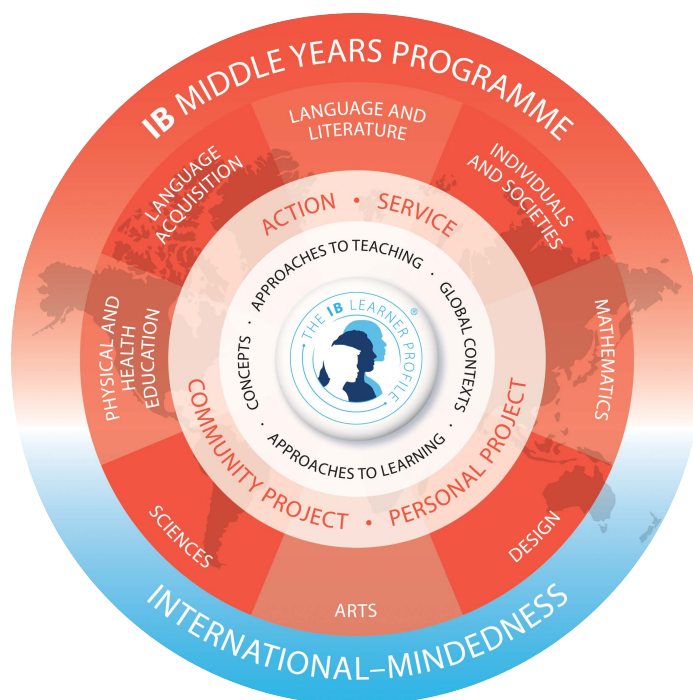 IB MIDDLE YEARS PROGRAMME
LANGUAGE AND
LITERATURE
INDIVIDUALS
AND SOCIETIES
MATHEMATICS
DESIGN
ARTS
SCIENCES
PHYSICAL AND
HEALTH
EDUCATION
LANGUAGE
ACQUISITION
ACTION • SERVICE
PERSONAL PROJECT
•
COMMUNITY PROJECT
APPROACHES TO TEACHING ·
GLOBAL CONTEXTS ·
APPROACHES TO LEARNING ·
CONCEPTS ·
THE IB LEARNER PROFILE ®
INTERNATIONAL–MINDEDNESS